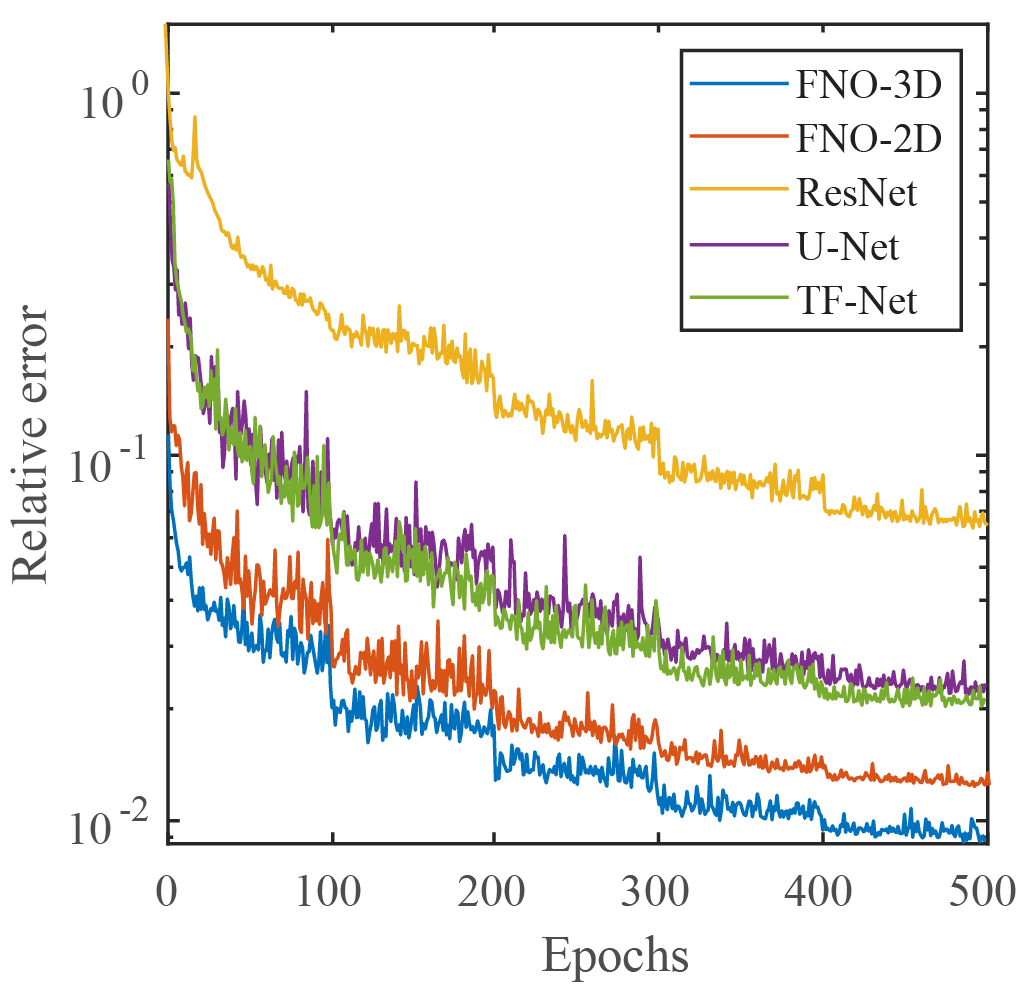 10^0
10^-1
10^-2
Relative error
FNO-3D
FNO-2D
ResNet
U-Net
TF-Net
0 100 200 300 400 500
Epochs